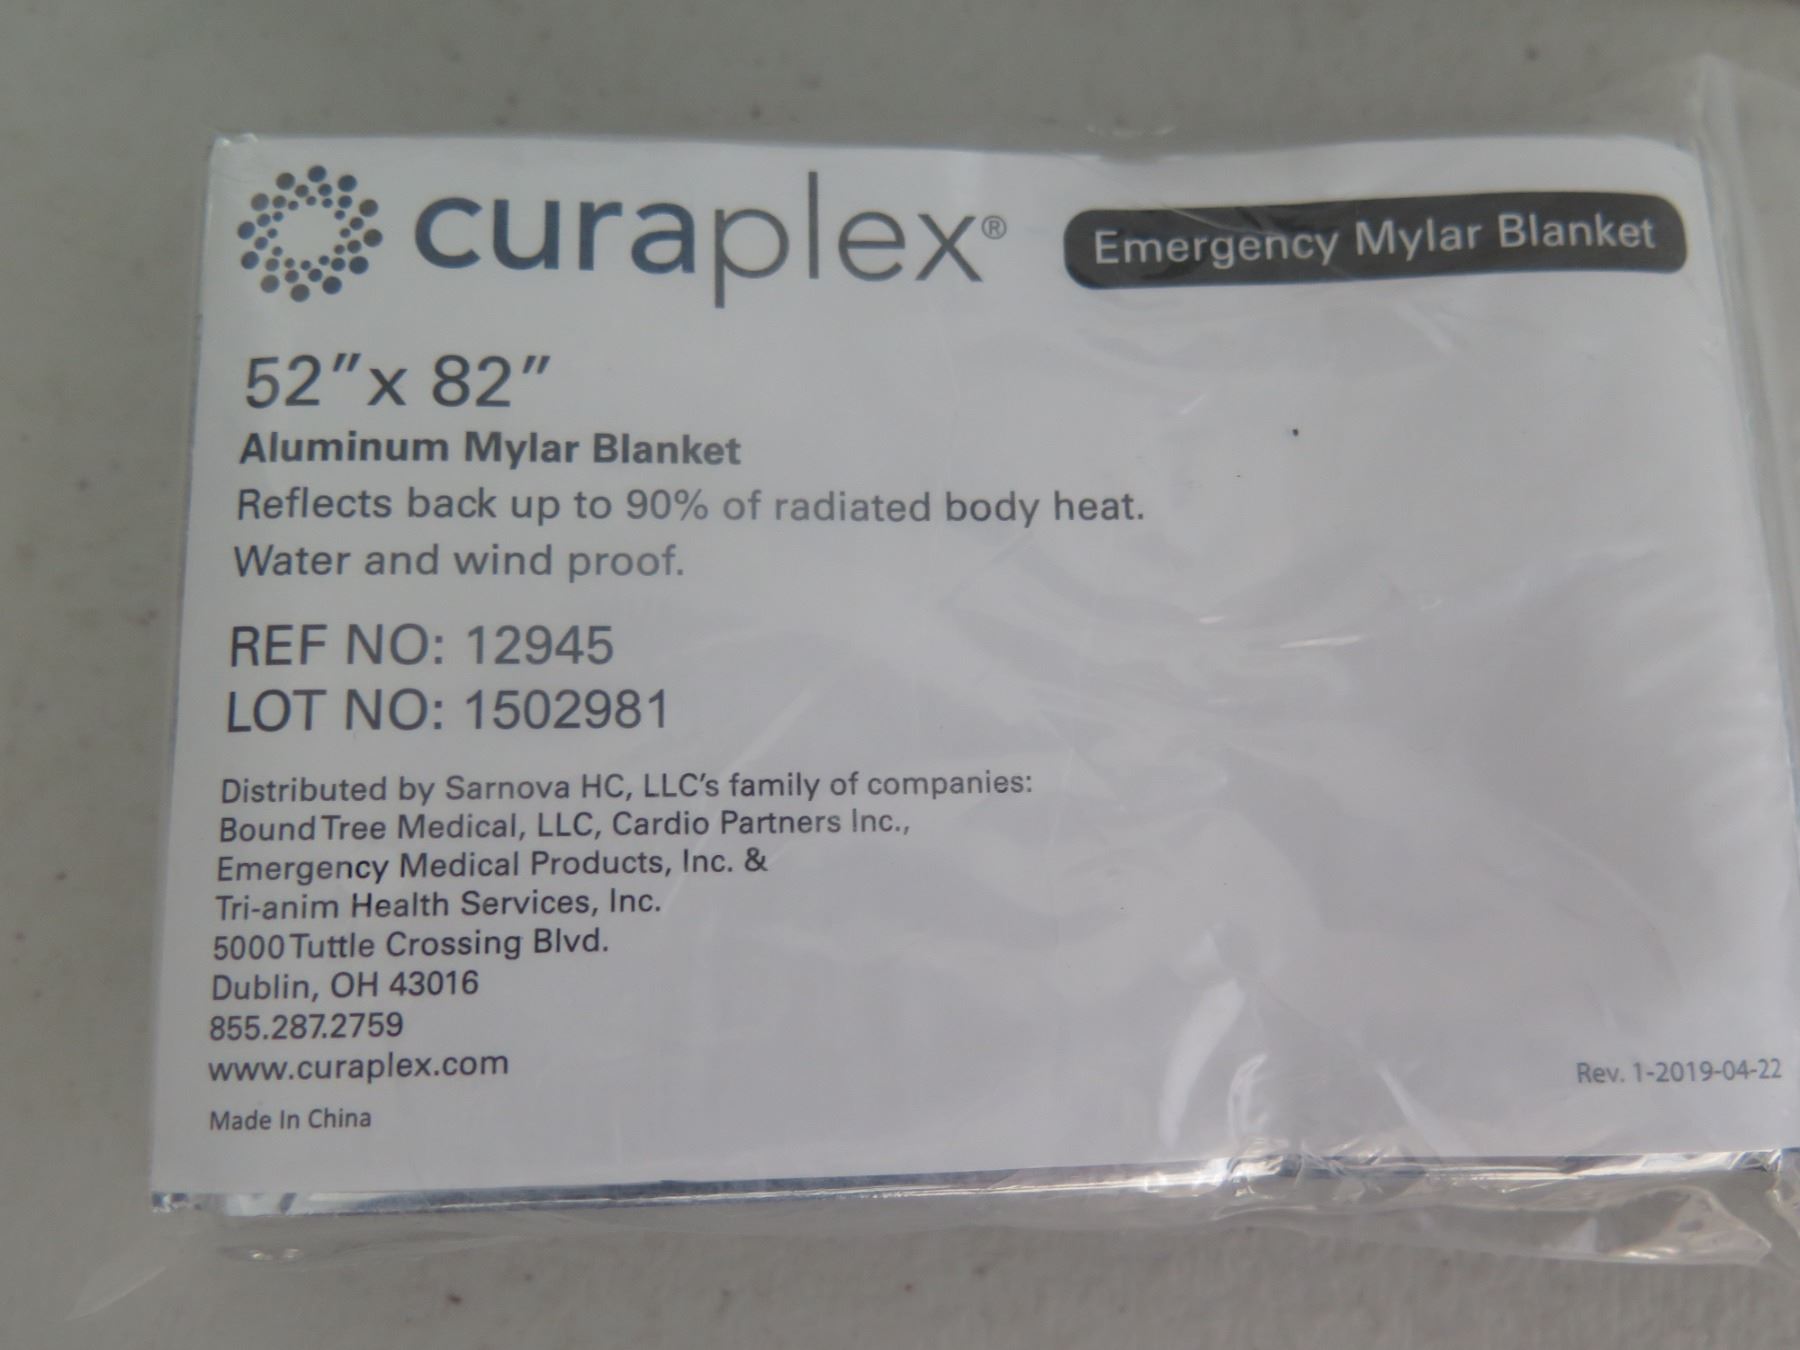 curaplex® Emergency Mylar Blanket
52”x 82”
Aluminum Mylar Blanket
Reflects back up to 90% of radiated body heat.
Water and wind proof.
REF NO: 12945
LOT NO: 1502981
Distributed by Sarnova HC, LLC’s family of companies:
Bound Tree Medical, LLC, Cardio Partners Inc.,
Emergency Medical Products, Inc. &
Tri-anim Health Services, Inc.
5000 Tuttle Crossing Blvd.
Dublin, OH 43016
855.287.2759
www.curaplex.com
Made In China
Rev. 1-2019-04-22